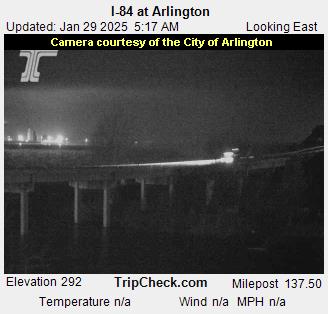 I-84 at Arlington
Updated: Jan 29 2025 5:17 AM Looking East
Camera courtesy of the City of Arlington
Elevation 292 TripCheck.com Milepost 137.50
Temperature n/a Wind n/a MPH n/a